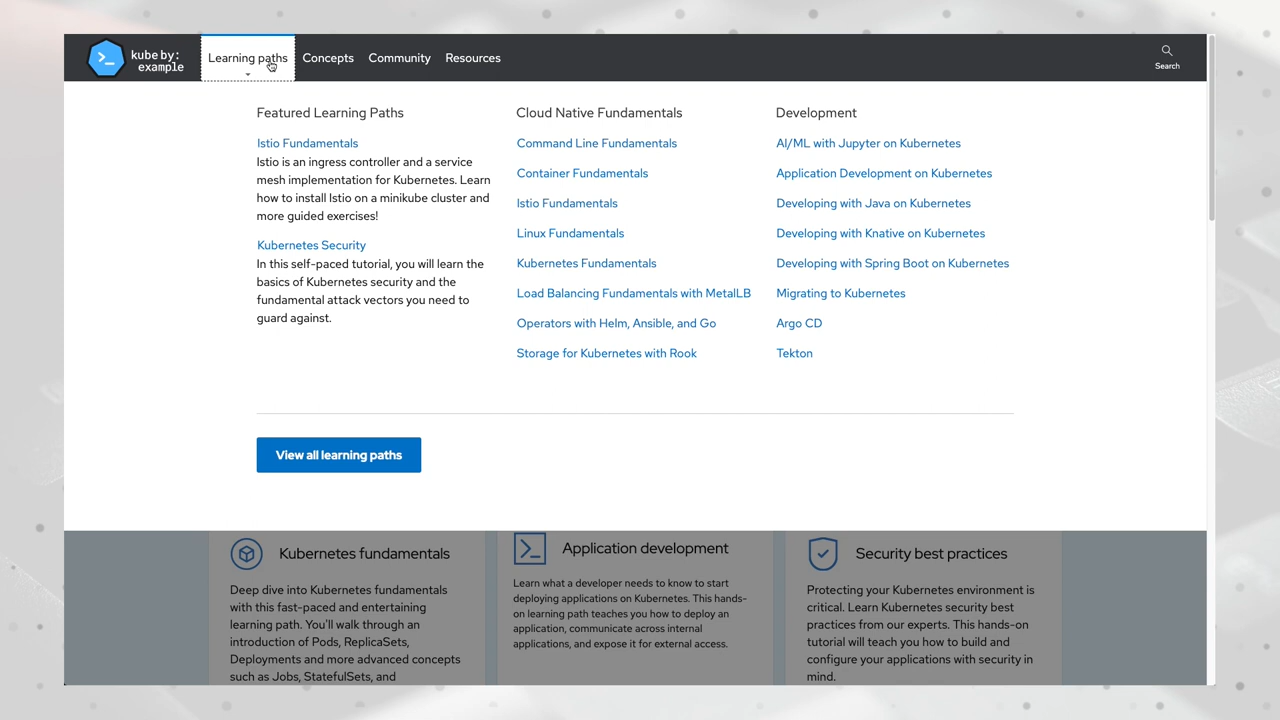 kube by:
example
Learning paths
Concepts
Community
Resources
Search
Featured Learning Paths
Istio Fundamentals
Istio is an ingress controller and a service
mesh implementation for Kubernetes. Learn
how to install Istio on a minikube cluster and
more guided exercises!
Kubernetes Security
In this self-paced tutorial, you will learn the
basics of Kubernetes security and the
fundamental attack vectors you need to
guard against.
Cloud Native Fundamentals
Command Line Fundamentals
Container Fundamentals
Istio Fundamentals
Linux Fundamentals
Kubernetes Fundamentals
Load Balancing Fundamentals with MetalLB
Operators with Helm, Ansible, and Go
Storage for Kubernetes with Rook
Development
AI/ML with Jupyter on Kubernetes
Application Development on Kubernetes
Developing with Java on Kubernetes
Developing with Knative on Kubernetes
Developing with Spring Boot on Kubernetes
Migrating to Kubernetes
Argo CD
Tekton
View all learning paths
Kubernetes fundamentals
Deep dive into Kubernetes fundamentals
with this fast-paced and entertaining
learning path. You'll walk through an
introduction of Pods, ReplicaSets,
Deployments and more advanced concepts
such as Jobs, StatefulSets, and
Application development
Learn what a developer needs to know to start
deploying applications on Kubernetes. This hands-
on learning path teaches you how to deploy an
application, communicate across internal
applications, and expose it for external access.
Security best practices
Protecting your Kubernetes environment is
critical. Learn Kubernetes security best
practices from our experts. This hands-on
tutorial will teach you how to build and
configure your applications with security in
mind.